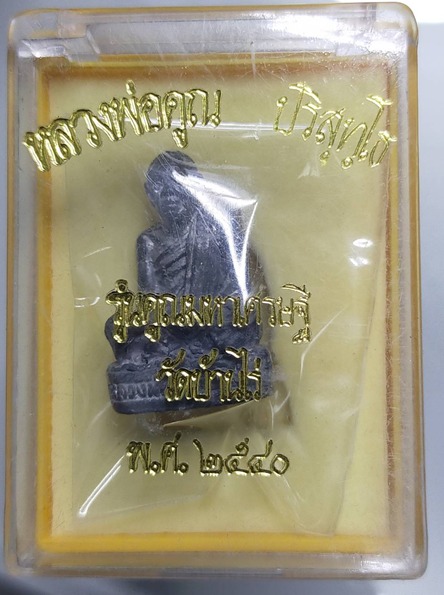 หลวงพ่อคูณ ปริสุทฺโธ
รุ่นคูณมหาเศรษฐี
วัดบ้านไร่
พ.ศ. ๒๕๔๐